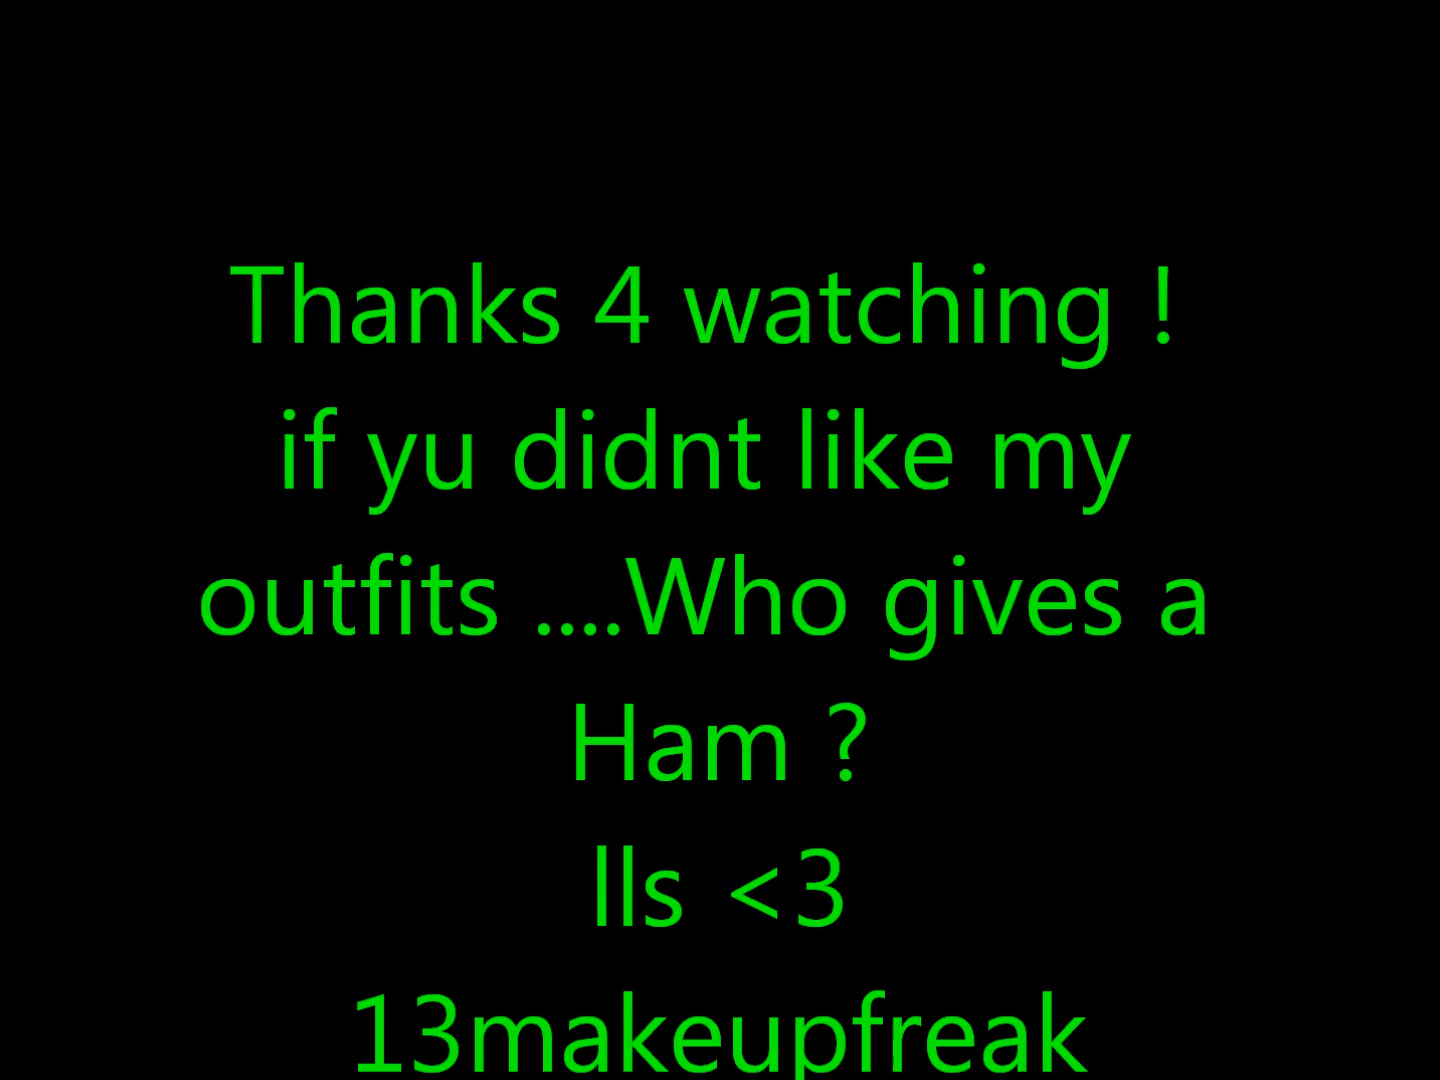 Thanks 4 watching !
if yu didnt like my
outfits ....Who gives a
Ham ?
lls <3
13makeupfreak